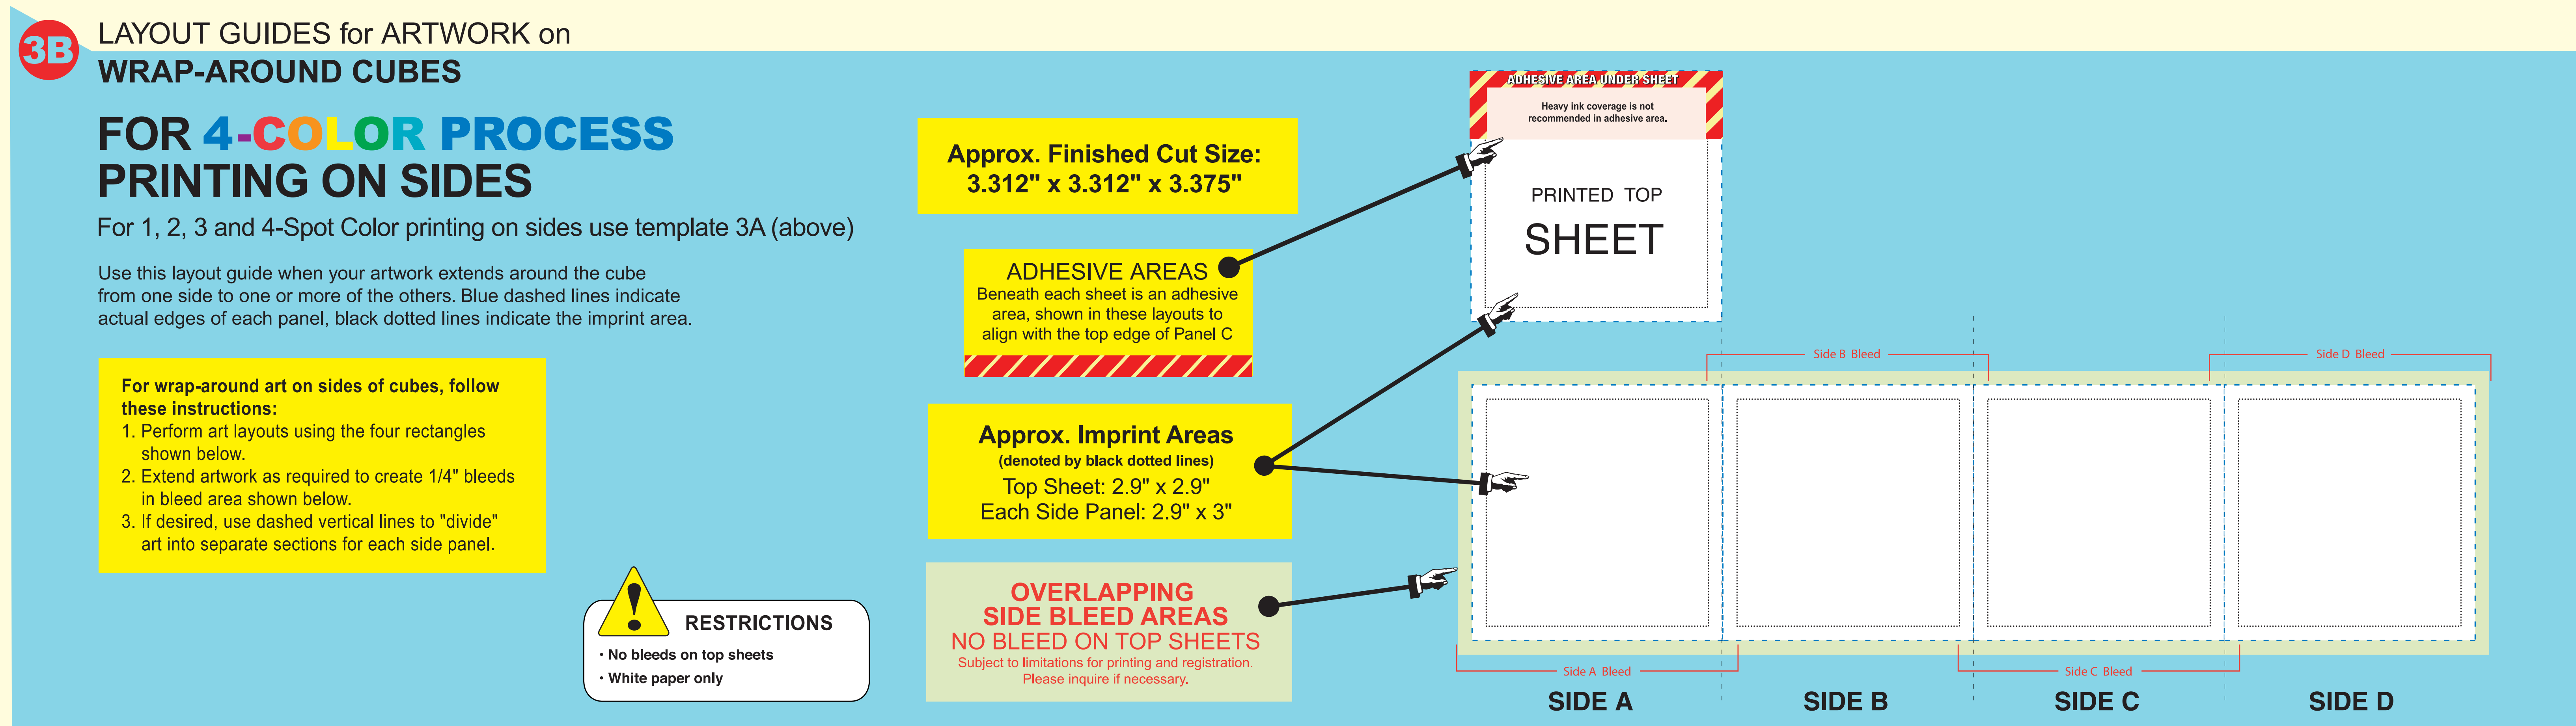 3B
LAYOUT GUIDES for ARTWORK on
WRAP-AROUND CUBES
FOR 4-COLOR PROCESS
PRINTING ON SIDES
For 1, 2, 3 and 4-Spot Color printing on sides use template 3A (above)
Use this layout guide when your artwork extends around the cube
from one side to one or more of the others. Blue dashed lines indicate
actual edges of each panel, black dotted lines indicate the imprint area.
For wrap-around art on sides of cubes, follow
these instructions:
1. Perform art layouts using the four rectangles
shown below.
2. Extend artwork as required to create 1/4" bleeds
in bleed area shown below.
3. If desired, use dashed vertical lines to "divide"
art into separate sections for each side panel.
!
RESTRICTIONS
· No bleeds on top sheets
· White paper only
Approx. Finished Cut Size:
3.312" x 3.312" x 3.375"
ADHESIVE AREAS
Beneath each sheet is an adhesive
area, shown in these layouts to
align with the top edge of Panel C
Approx. Imprint Areas
(denoted by black dotted lines)
Top Sheet: 2.9" x 2.9"
Each Side Panel: 2.9" x 3"
OVERLAPPING
SIDE BLEED AREAS
NO BLEED ON TOP SHEETS
Subject to limitations for printing and registration.
Please inquire if necessary.
ADHESIVE AREA UNDER SHEET
Heavy ink coverage is not
recommended in adhesive area.
PRINTED TOP
SHEET
Side B Bleed
Side D Bleed
Side A Bleed
Side C Bleed
SIDE A
SIDE B
SIDE C
SIDE D